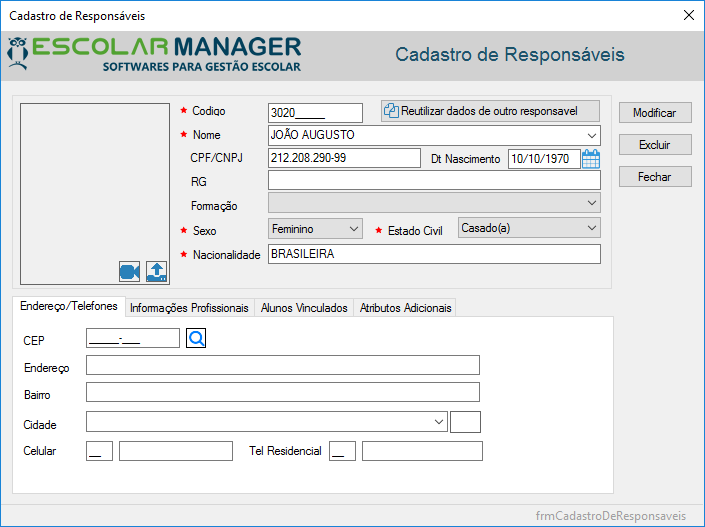 Cadastro de Responsáveis
ESCOLAR MANAGER
SOFTWARES PARA GESTÃO ESCOLAR
Cadastro de Responsáveis
* Codigo 3020_____ Reutilizar dados de outro responsavel Modificar
* Nome JOÃO AUGUSTO
CPF/CNPJ 212.208.290-99 Dt Nascimento 10/10/1970 Excluir
RG Fechar
Formação
* Sexo Feminino * Estado Civil Casado(a)
* Nacionalidade BRASILEIRA
Endereço/Telefones Informações Profissionais Alunos Vinculados Atributos Adicionais
CEP _____-___
Endereço
Bairro
Cidade
Celular __ Tel Residencial __
frmCadastroDeResponsaveis